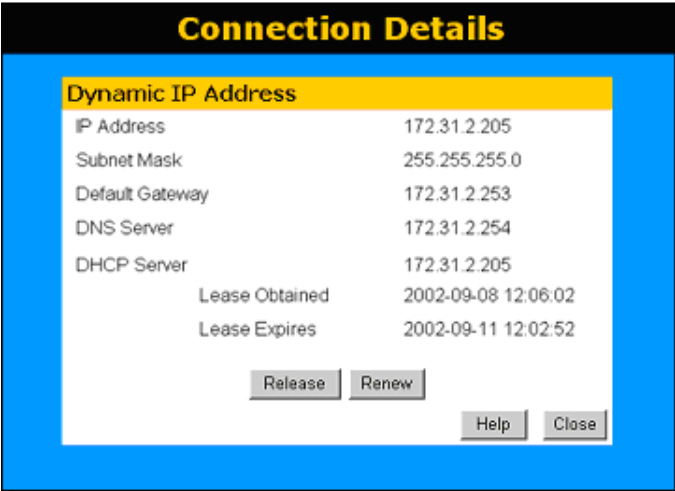 Connection Details
Dynamic IP Address
IP Address 172.31.2.205
Subnet Mask 255.255.255.0
Default Gateway 172.31.2.253
DNS Server 172.31.2.254
DHCP Server 172.31.2.205
Lease Obtained 2002-09-08 12:06:02
Lease Expires 2002-09-11 12:02:52
Release Renew
Help Close